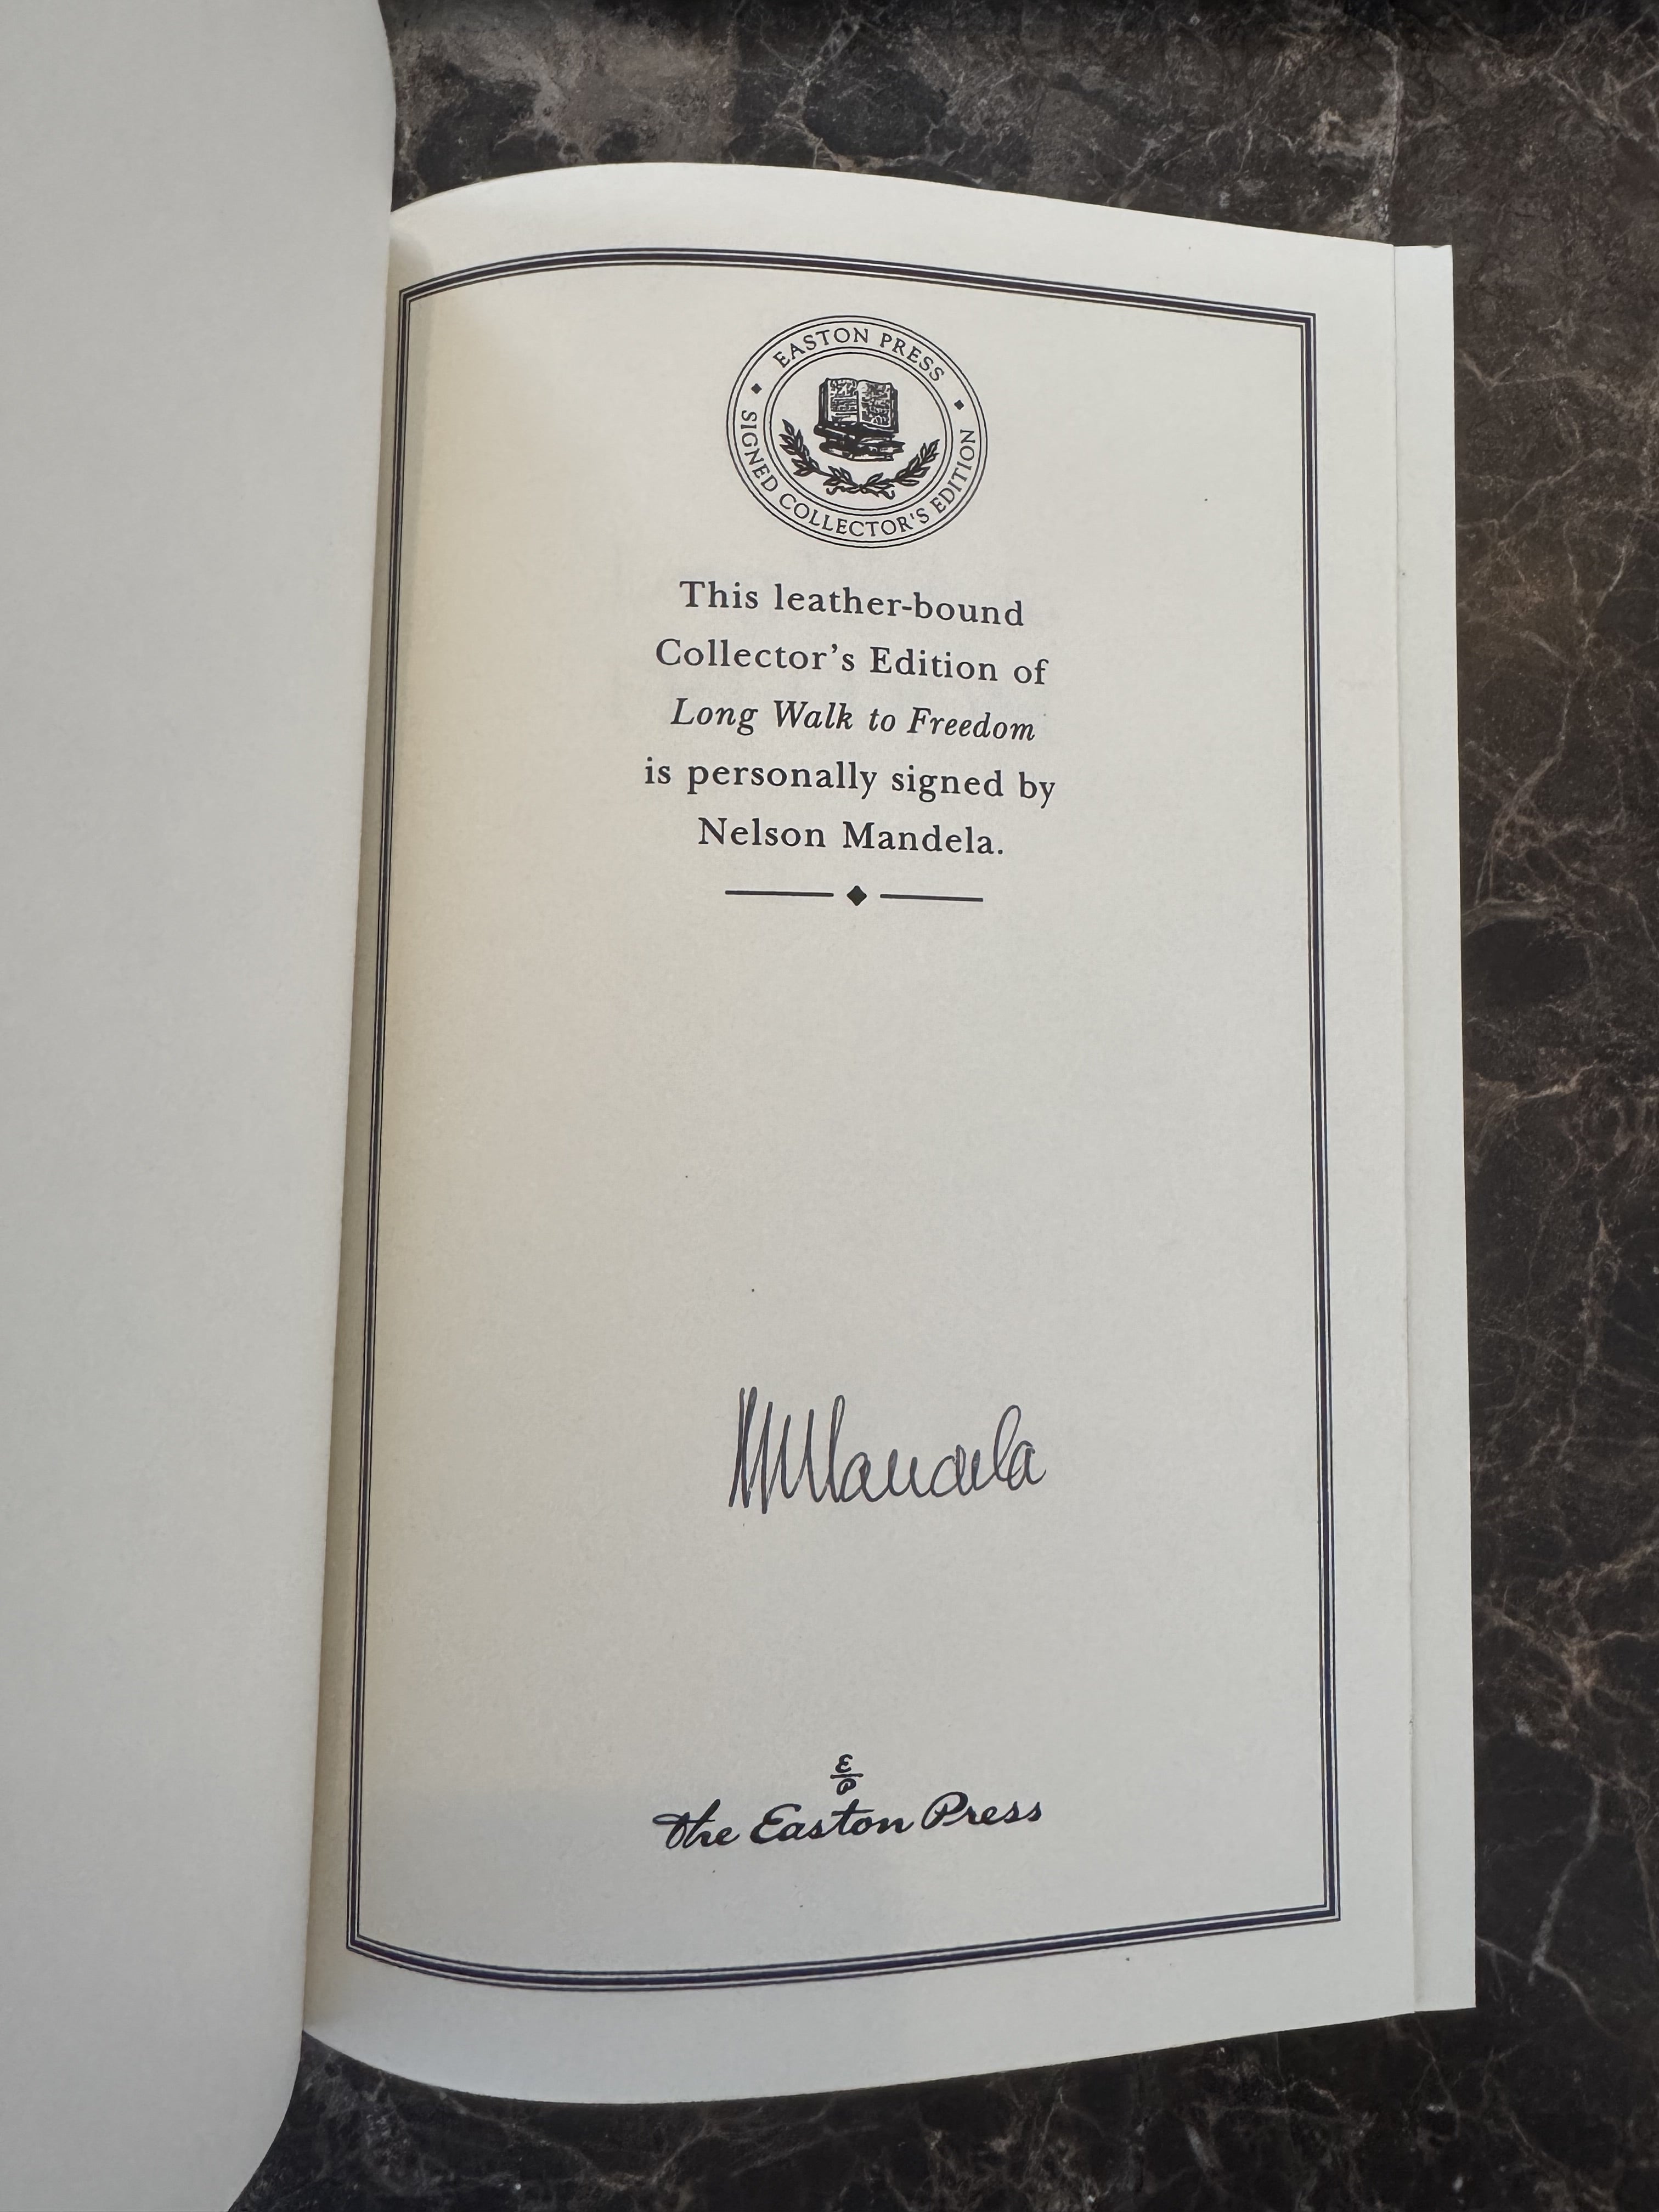 EASTON PRESS
SIGNED COLLECTOR'S EDITION
This leather-bound
Collector's Edition of
Long Walk to Freedom
is personally signed by
Nelson Mandela.
NMandela
E
P
The Easton Press